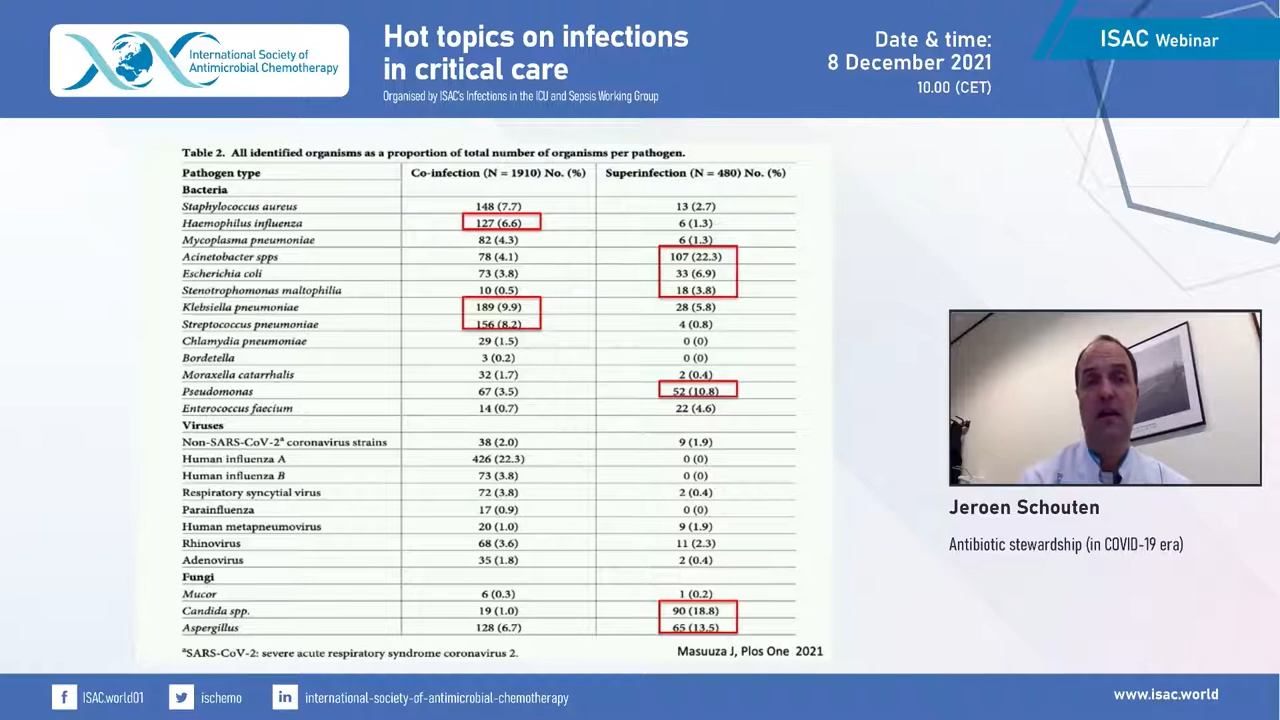 International Society of
Antimicrobial Chemotherapy
Hot topics on infections
in critical care
Organised by ISAC's Infections in the ICU and Sepsis Working Group
Date & time:
8 December 2021
10.00 (CET)
ISAC Webinar
Table 2. All identified organisms as a proportion of total number of organisms per pathogen.
Pathogen type Co-infection (N = 1910) No. (%) Superinfection (N = 480) No. (%)
Bacteria
Staphylococcus aureus 148 (7.7) 13 (2.7)
Haemophilus influenza 127 (6.6) 6 (1.3)
Mycoplasma pneumoniae 82 (4.3) 6 (1.3)
Acinetobacter spps 78 (4.1) 107 (22.3)
Escherichia coli 73 (3.8) 33 (6.9)
Stenotrophomonas maltophilia 10 (0.5) 18 (3.8)
Klebsiella pneumoniae 189 (9.9) 28 (5.8)
Streptococcus pneumoniae 156 (8.2) 4 (0.8)
Chlamydia pneumoniae 29 (1.5) 0 (0)
Bordetella 3 (0.2) 0 (0)
Moraxella catarrhalis 32 (1.7) 2 (0.4)
Pseudomonas 67 (3.5) 52 (10.8)
Enterococcus faecium 14 (0.7) 22 (4.6)
Viruses
Non-SARS-CoV-2ᵃ coronavirus strains 38 (2.0) 9 (1.9)
Human influenza A 426 (22.3) 0 (0)
Human influenza B 73 (3.8) 0 (0)
Respiratory syncytial virus 72 (3.8) 2 (0.4)
Parainfluenza 17 (0.9) 0 (0)
Human metapneumovirus 20 (1.0) 9 (1.9)
Rhinovirus 68 (3.6) 11 (2.3)
Adenovirus 35 (1.8) 2 (0.4)
Fungi
Mucor 6 (0.3) 1 (0.2)
Candida spp. 19 (1.0) 90 (18.8)
Aspergillus 128 (6.7) 65 (13.5)
ᵃSARS-CoV-2: severe acute respiratory syndrome coronavirus 2.
Masuuza J, Plos One 2021
Jeroen Schouten
Antibiotic stewardship (in COVID-19 era)
f ISAC.world01
ischemo
in international-society-of-antimicrobial-chemotherapy
www.isac.world